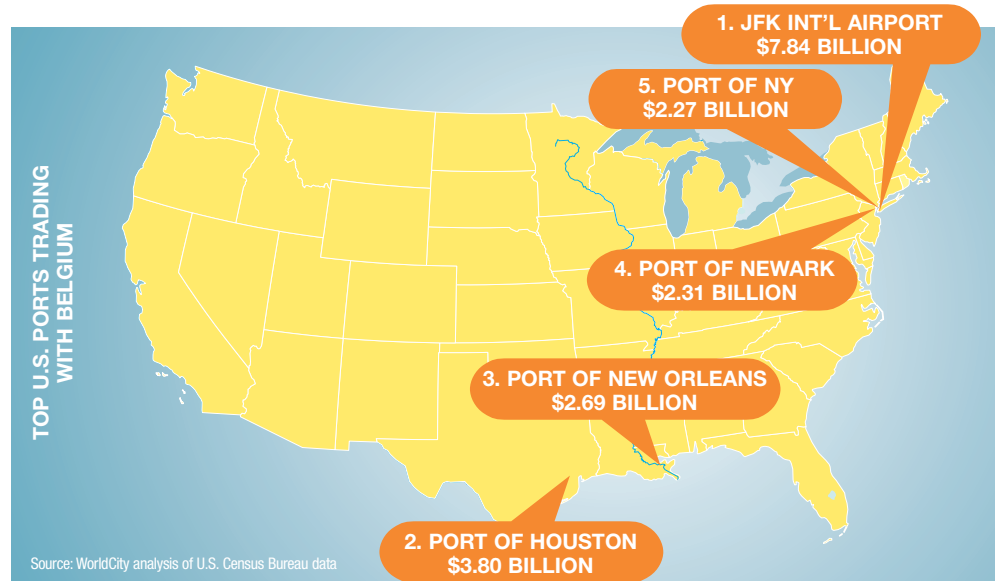 TOP U.S. PORTS TRADING
WITH BELGIUM
1. JFK INT'L AIRPORT
$7.84 BILLION
5. PORT OF NY
$2.27 BILLION
4. PORT OF NEWARK
$2.31 BILLION
3. PORT OF NEW ORLEANS
$2.69 BILLION
2. PORT OF HOUSTON
$3.80 BILLION
Source: WorldCity analysis of U.S. Census Bureau data